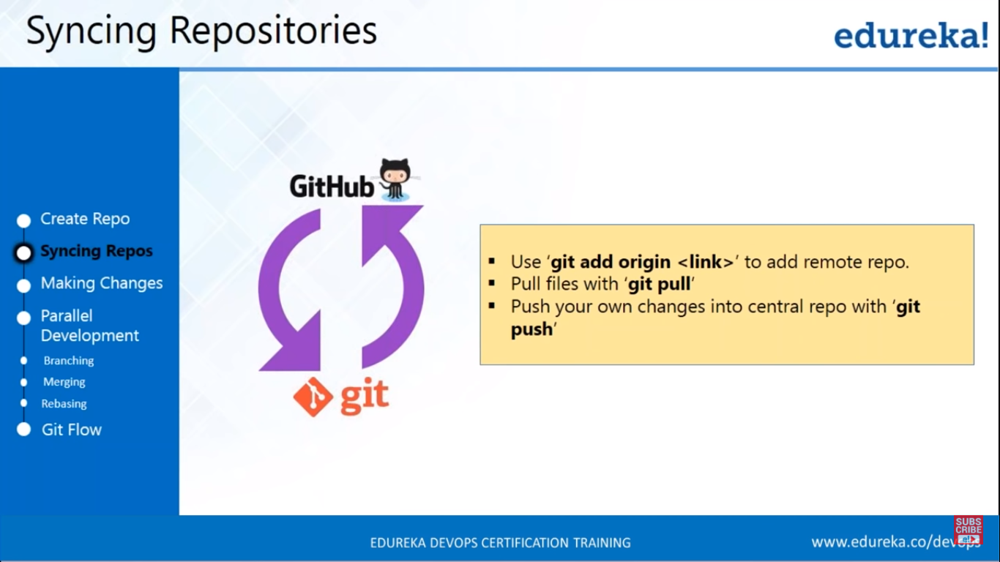 Syncing Repositories
edureka!
Create Repo
Syncing Repos
Making Changes
Parallel
Development
Branching
Merging
Rebasing
Git Flow
GitHub
git
▪ Use ‘git add origin <link>’ to add remote repo.
▪ Pull files with ‘git pull’
▪ Push your own changes into central repo with ‘git
push’
EDUREKA DEVOPS CERTIFICATION TRAINING
www.edureka.co/devops
SUBS
CRIBE
e!